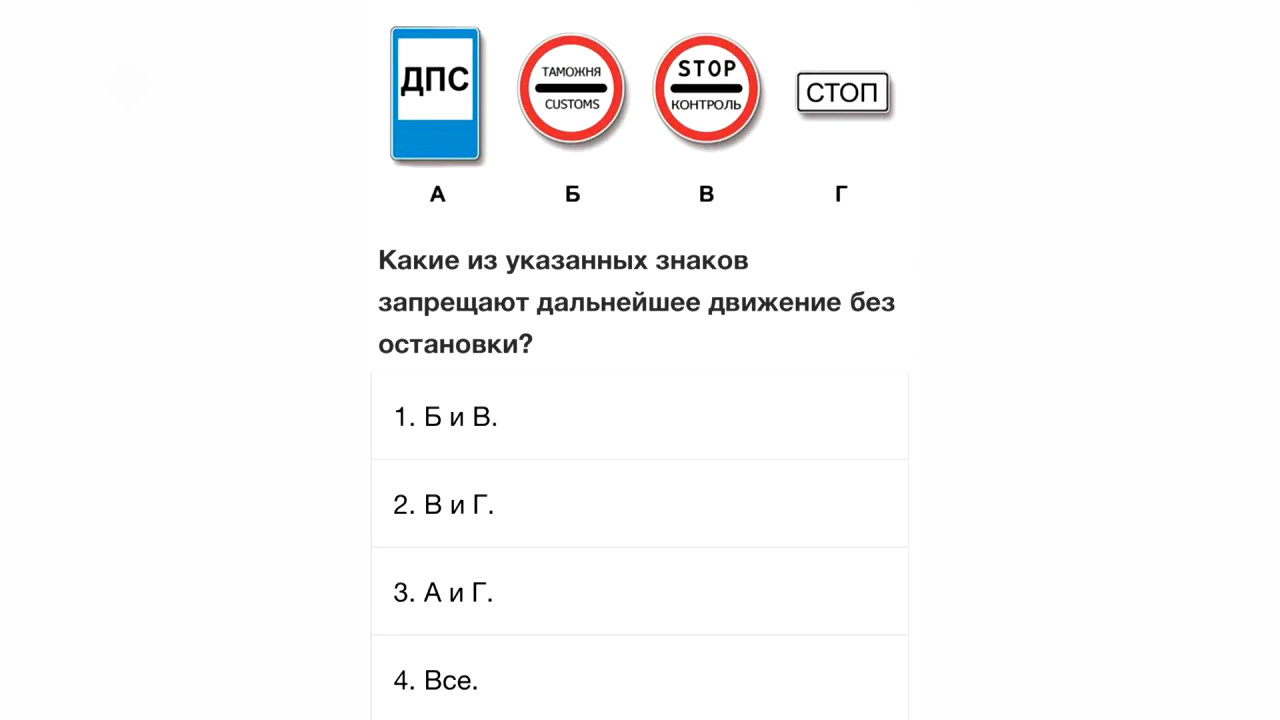 ДПС
ТАМОЖНЯ
CUSTOMS
STOP
КОНТРОЛЬ
СТОП
А Б В Г
Какие из указанных знаков
запрещают дальнейшее движение без
остановки?
1. Б и В.
2. В и Г.
3. А и Г.
4. Все.